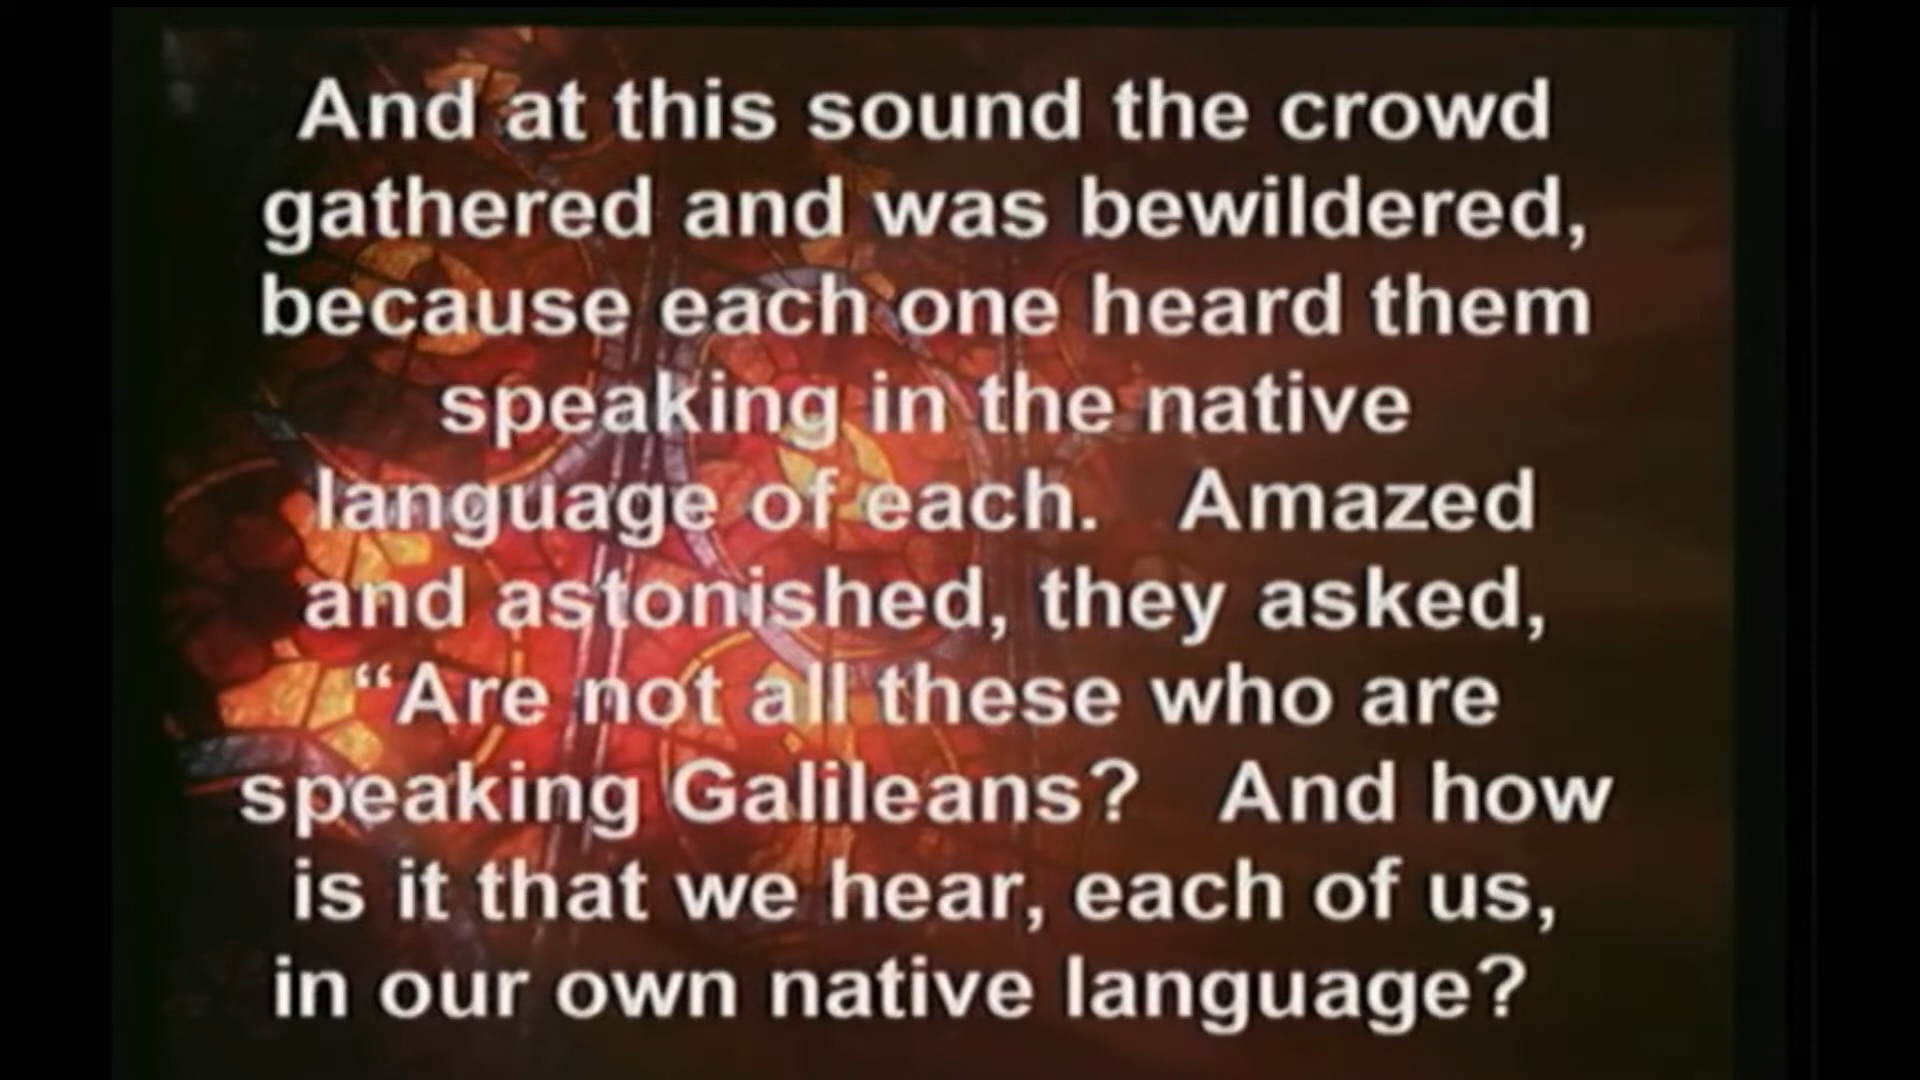 And at this sound the crowd
gathered and was bewildered,
because each one heard them
speaking in the native
language of each.   Amazed
and astonished, they asked,
“Are not all these who are
speaking Galileans?   And how
is it that we hear, each of us,
in our own native language?